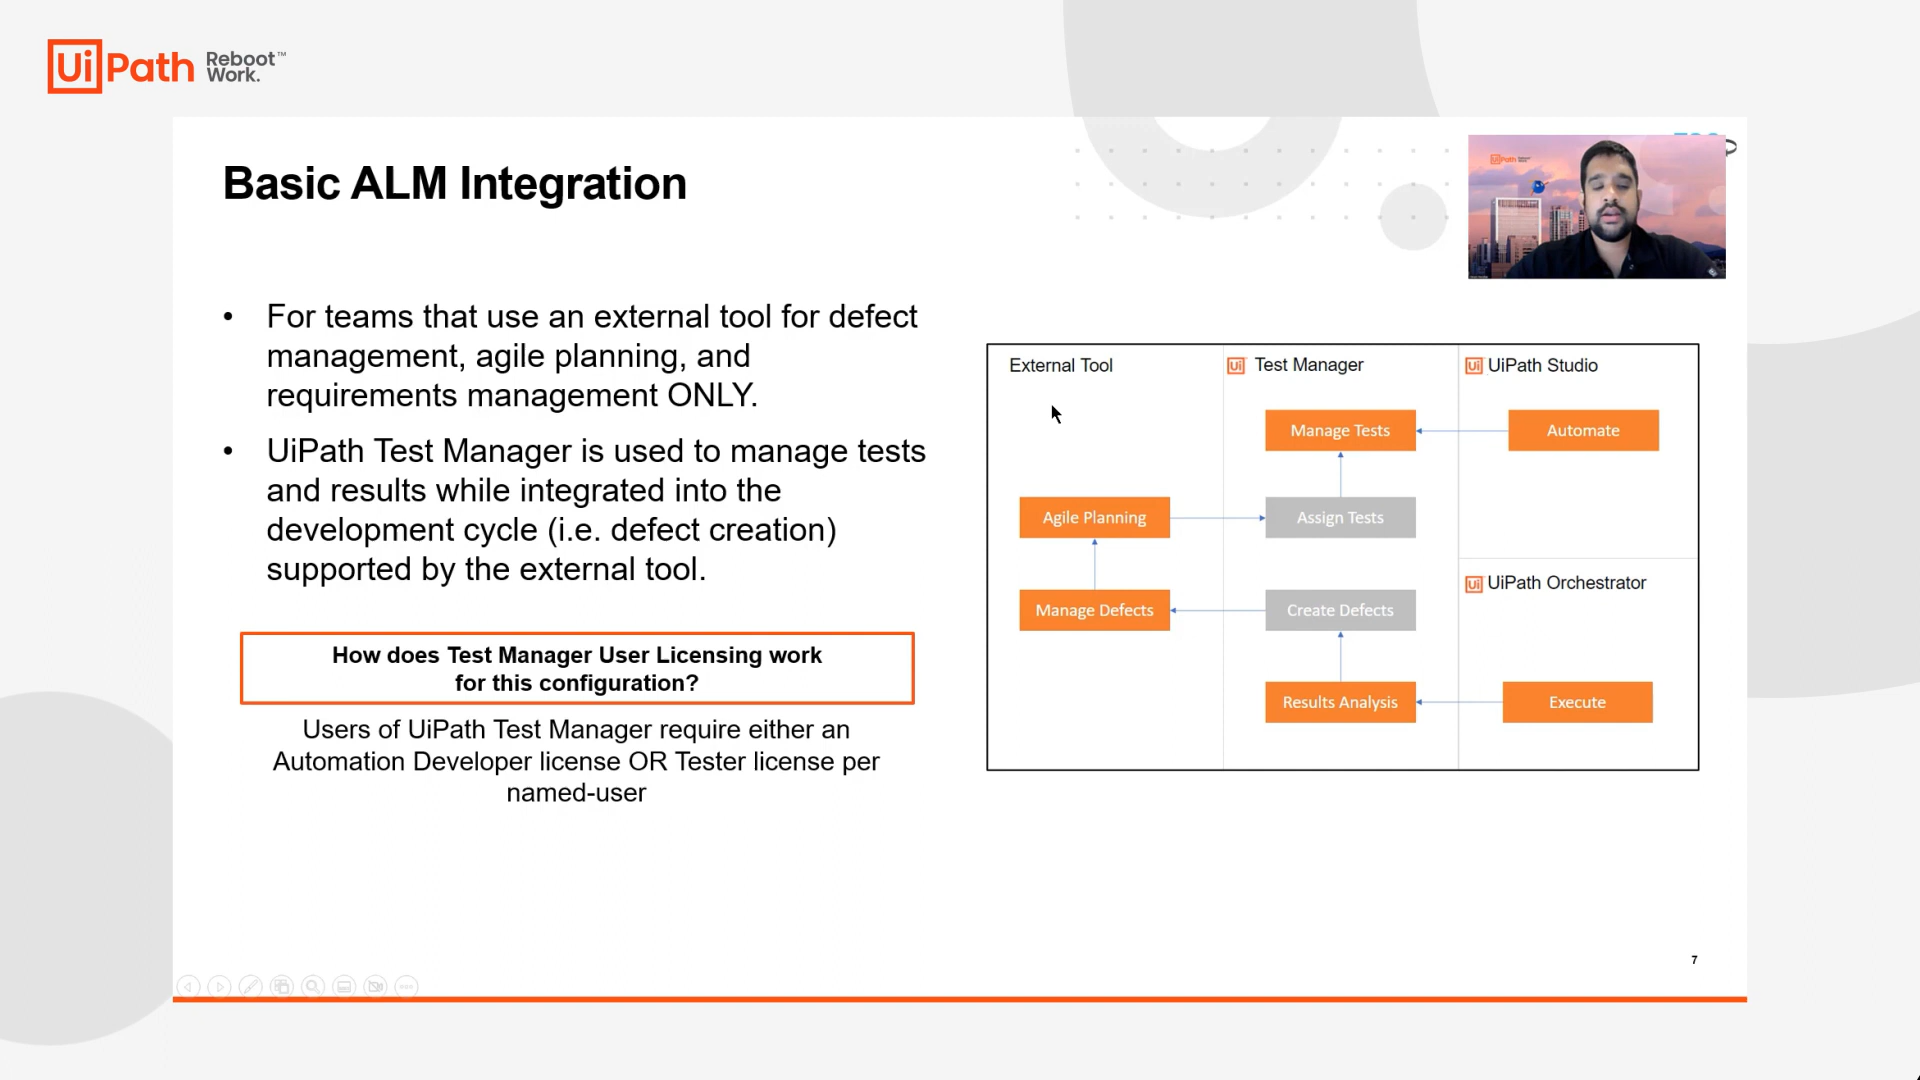 UiPath Reboot™
Work.
Basic ALM Integration
• For teams that use an external tool for defect
management, agile planning, and
requirements management ONLY.
• UiPath Test Manager is used to manage tests
and results while integrated into the
development cycle (i.e. defect creation)
supported by the external tool.
How does Test Manager User Licensing work
for this configuration?
Users of UiPath Test Manager require either an
Automation Developer license OR Tester license per
named-user
External Tool
Ui Test Manager
Ui UiPath Studio
Manage Tests
Automate
Agile Planning
Assign Tests
Ui UiPath Orchestrator
Manage Defects
Create Defects
Results Analysis
Execute
7